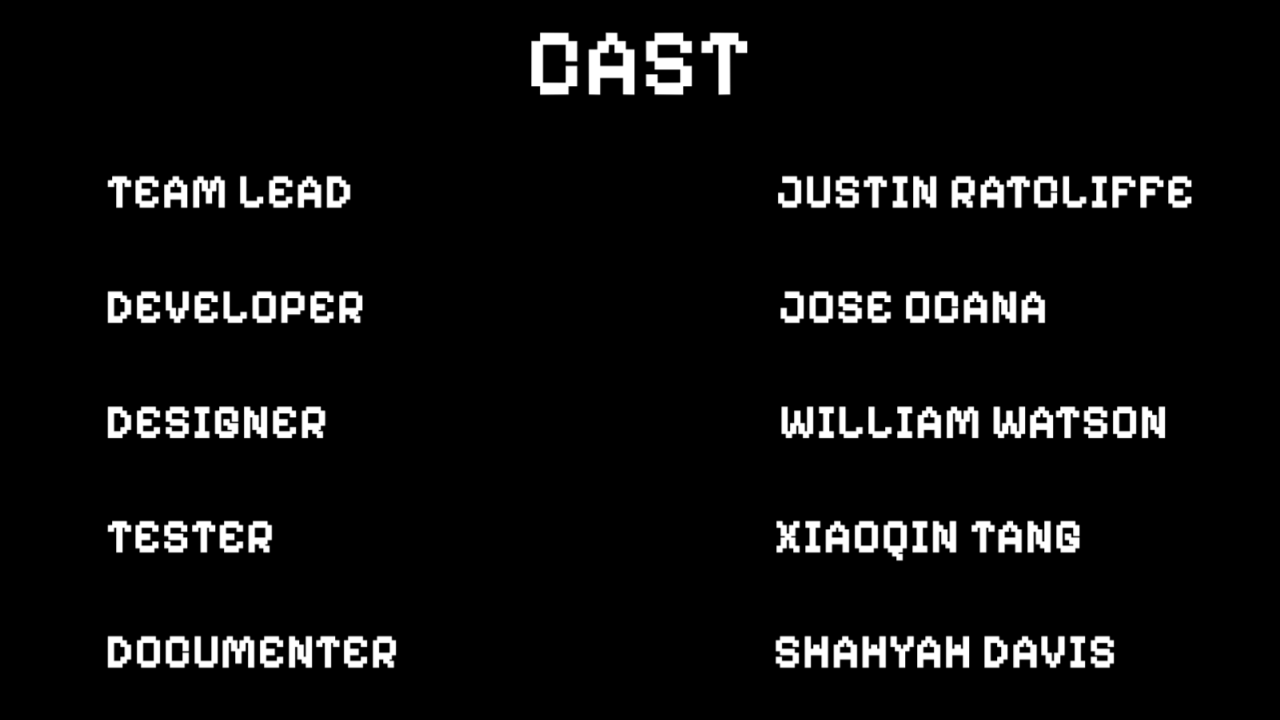 CAST
TEAM LEAD JUSTIN RATCLIFFE
DEVELOPER JOSE OCANA
DESIGNER WILLIAM WATSON
TESTER XIAOQIN TANG
DOCUMENTER SHAHYAH DAVIS